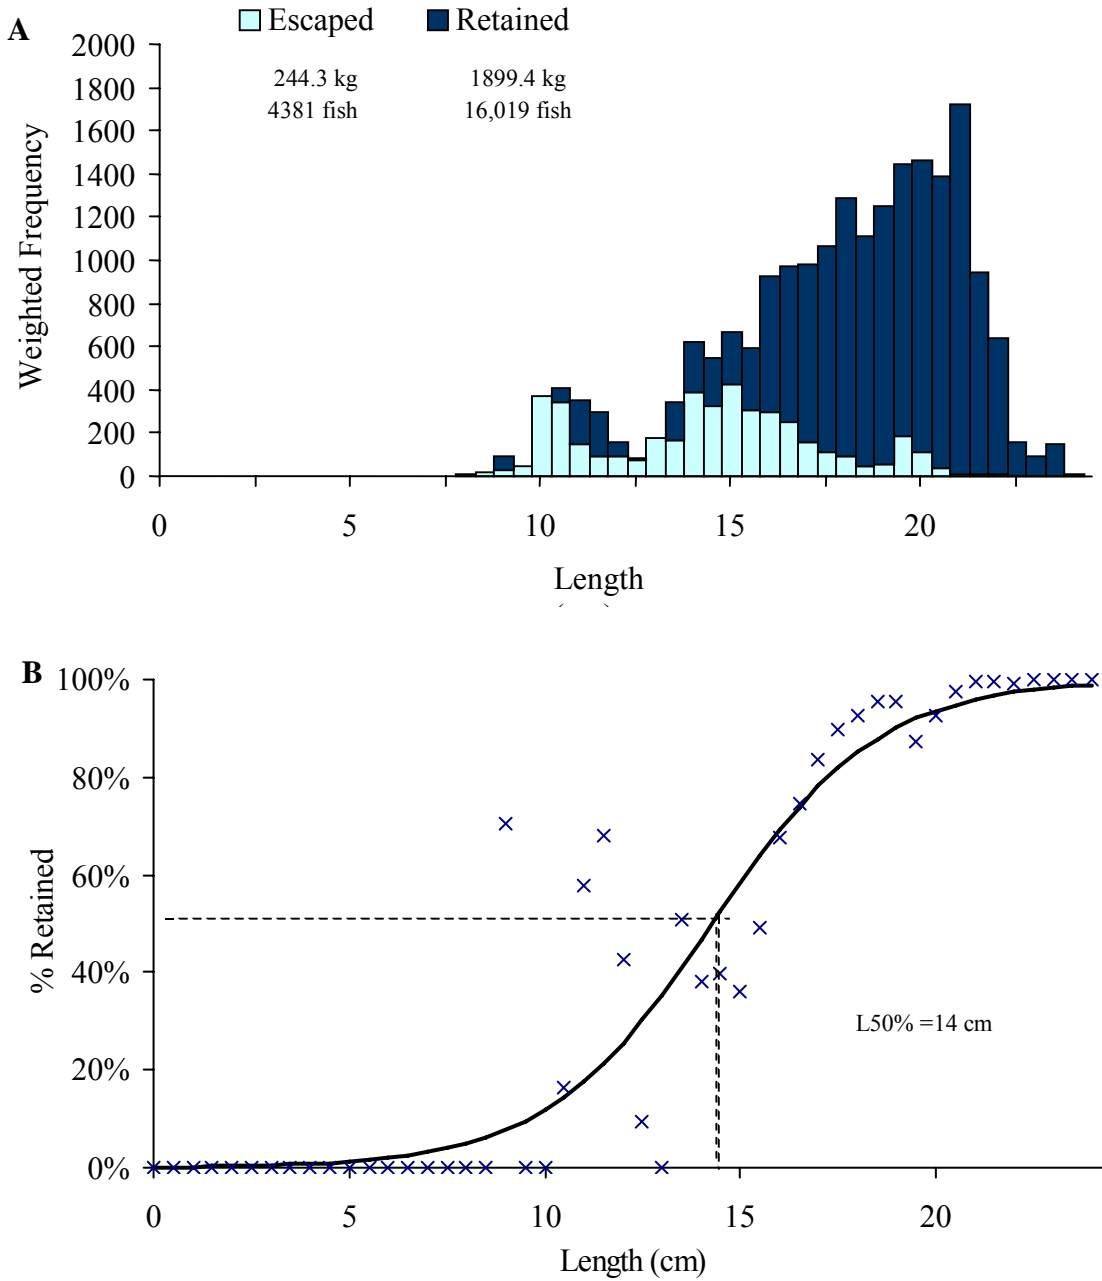 A
Escaped Retained
244.3 kg 1899.4 kg
4381 fish 16,019 fish
2000
1800
1600
1400
1200
1000
800
600
400
200
0
Weighted Frequency
0 5 10 15 20
Length
B
100%
80%
60%
40%
20%
0%
% Retained
L50% =14 cm
0 5 10 15 20
Length (cm)